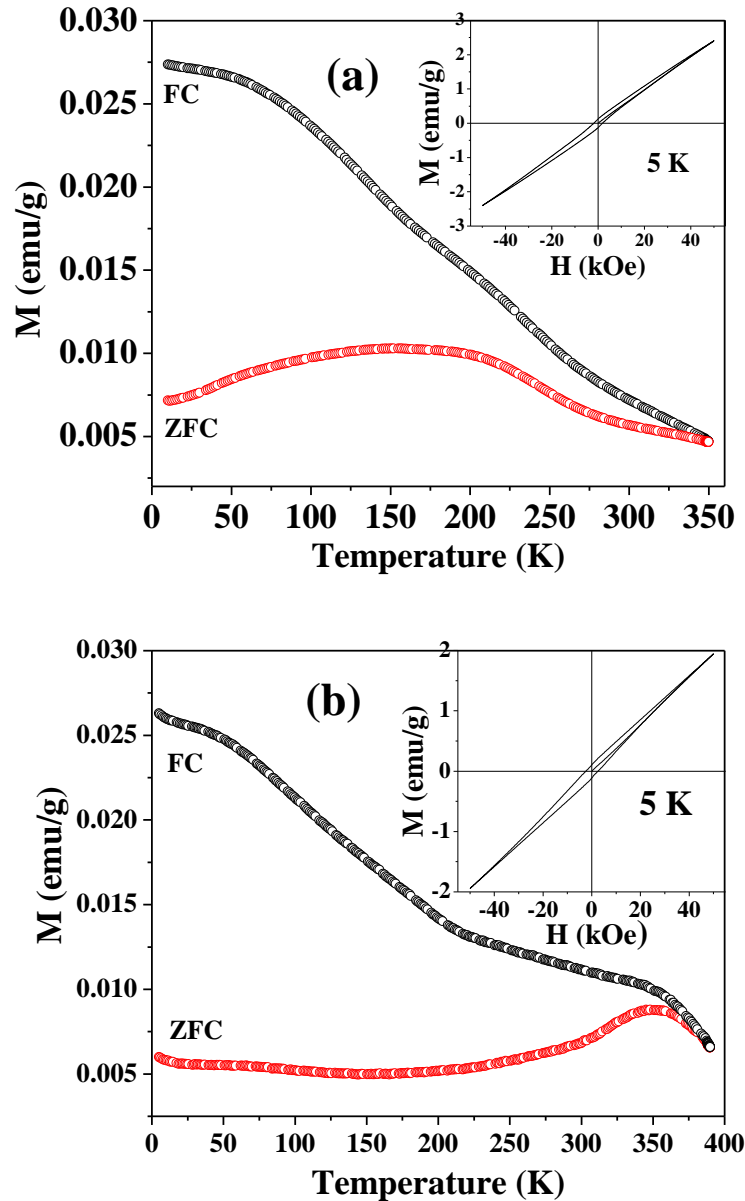 (a)
FC
ZFC
M (emu/g)
0.030
0.025
0.020
0.015
0.010
0.005
0 50 100 150 200 250 300 350
Temperature (K)
M (emu/g)
3
2
1
0
-1
-2
-3
5 K
-40 -20 0 20 40
H (kOe)
(b)
FC
ZFC
M (emu/g)
0.030
0.025
0.020
0.015
0.010
0.005
0 50 100 150 200 250 300 350 400
Temperature (K)
M (emu/g)
2
1
0
-1
-2
5 K
-40 -20 0 20 40
H (kOe)